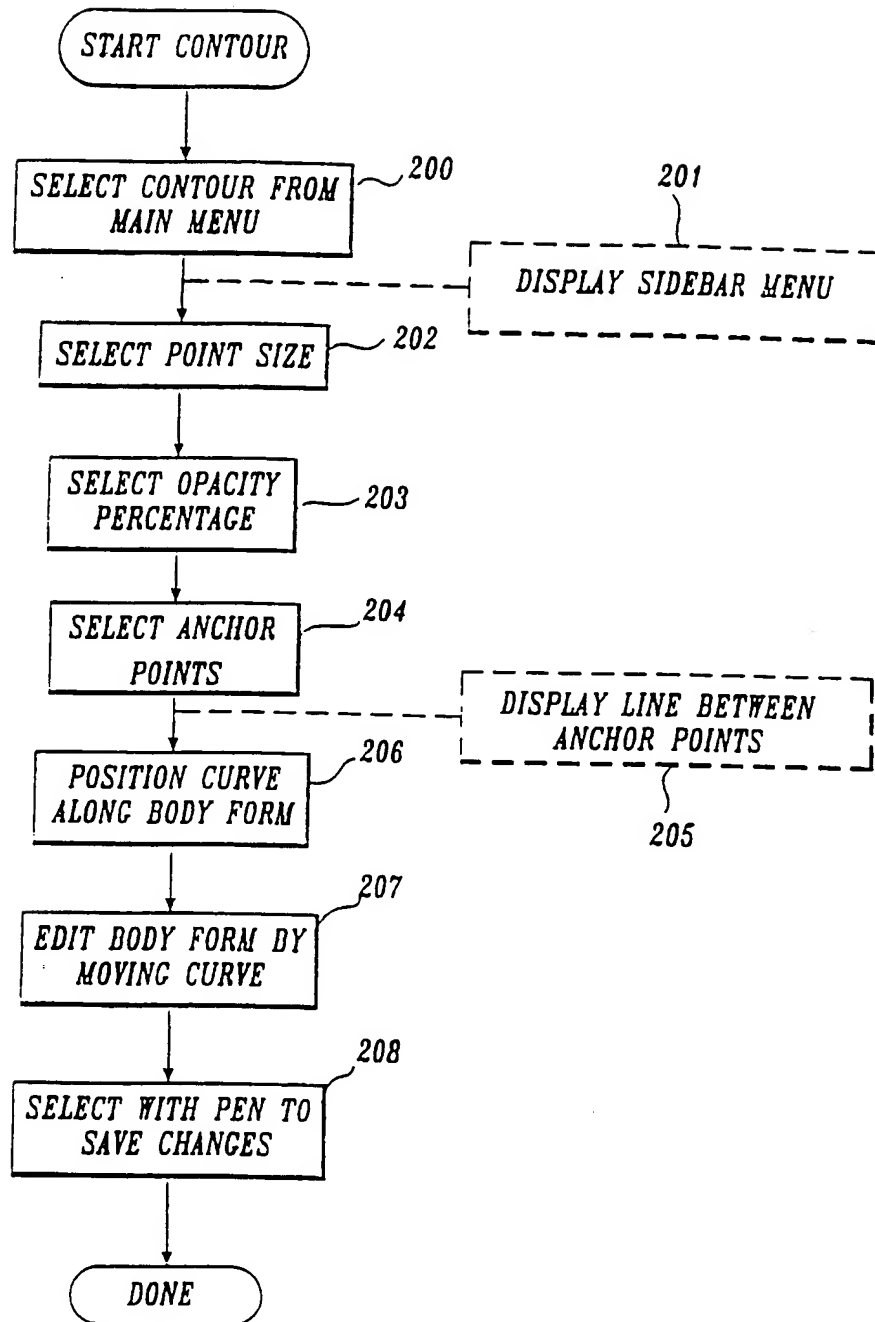 START CONTOUR
200
SELECT CONTOUR FROM
MAIN MENU
201
DISPLAY SIDEBAR MENU
202
SELECT POINT SIZE
SELECT OPACITY
PERCENTAGE
203
204
SELECT ANCHOR
POINTS
DISPLAY LINE BETWEEN
ANCHOR POINTS
205
206
POSITION CURVE
ALONG BODY FORM
207
EDIT BODY FORM BY
MOVING CURVE
208
SELECT WITH PEN TO
SAVE CHANGES
DONE